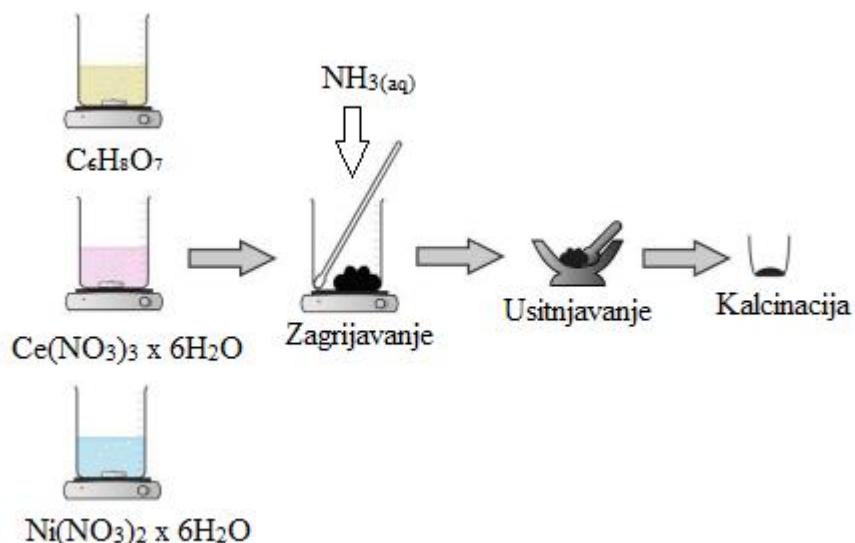 C₆H₈O₇
Ce(NO₃)₃ x 6H₂O
Ni(NO₃)₂ x 6H₂O
NH₃(aq)
Zagrijavanje
Usitnjavanje
Kalcinacija